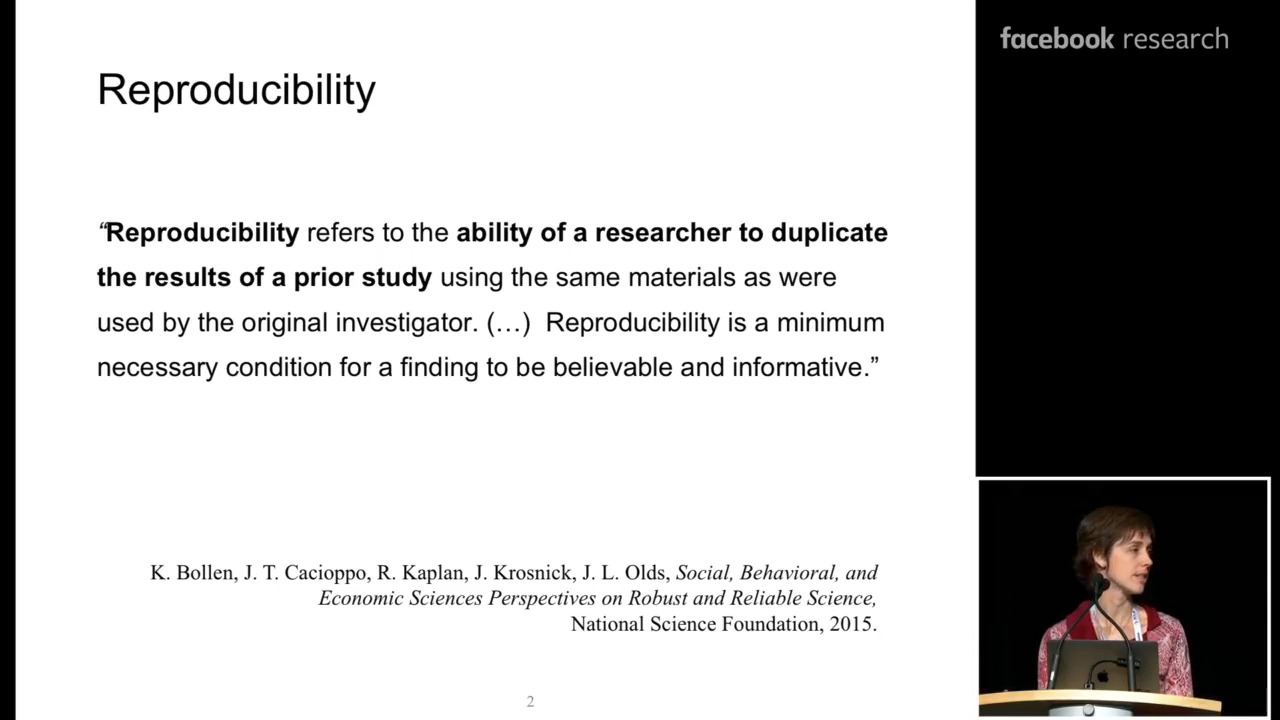 facebook research
Reproducibility
“Reproducibility refers to the ability of a researcher to duplicate
the results of a prior study using the same materials as were
used by the original investigator. (…) Reproducibility is a minimum
necessary condition for a finding to be believable and informative.”
K. Bollen, J. T. Cacioppo, R. Kaplan, J. Krosnick, J. L. Olds, Social, Behavioral, and
Economic Sciences Perspectives on Robust and Reliable Science,
National Science Foundation, 2015.
2